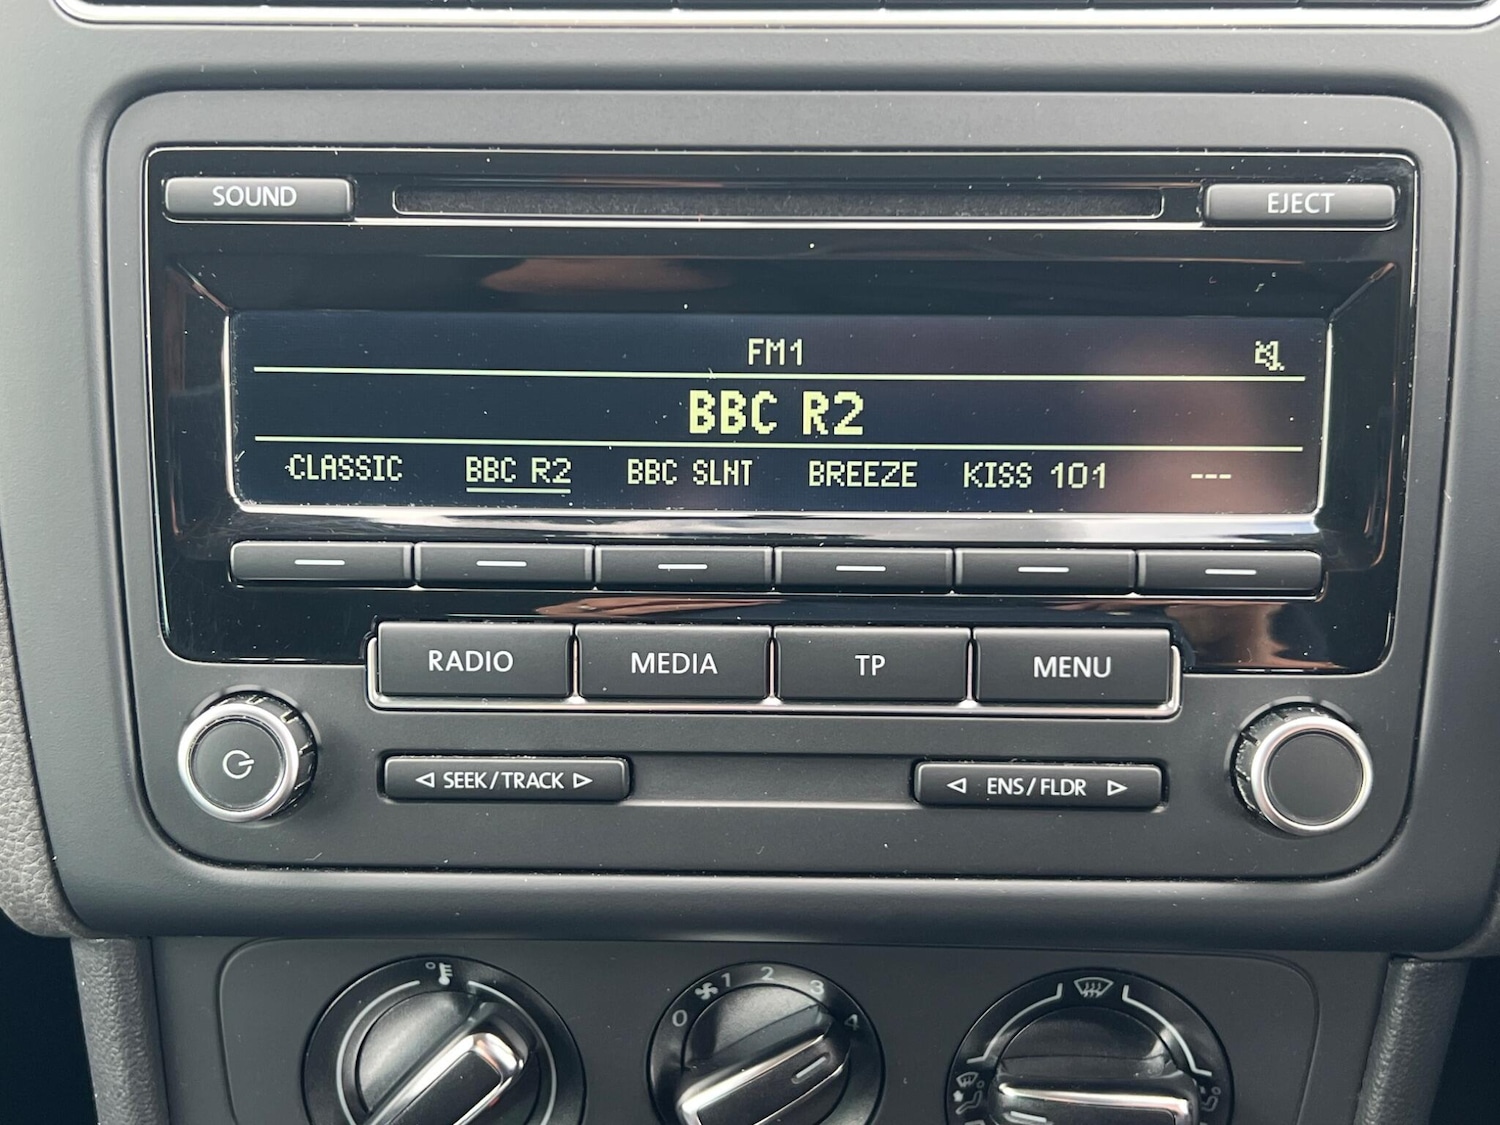 SOUND EJECT
FM1
BBC R2
CLASSIC BBC R2 BBC SLNT BREEZE KISS 101 ---
RADIO MEDIA TP MENU
SEEK/TRACK ENS/FLDR
0 1 2 3 4